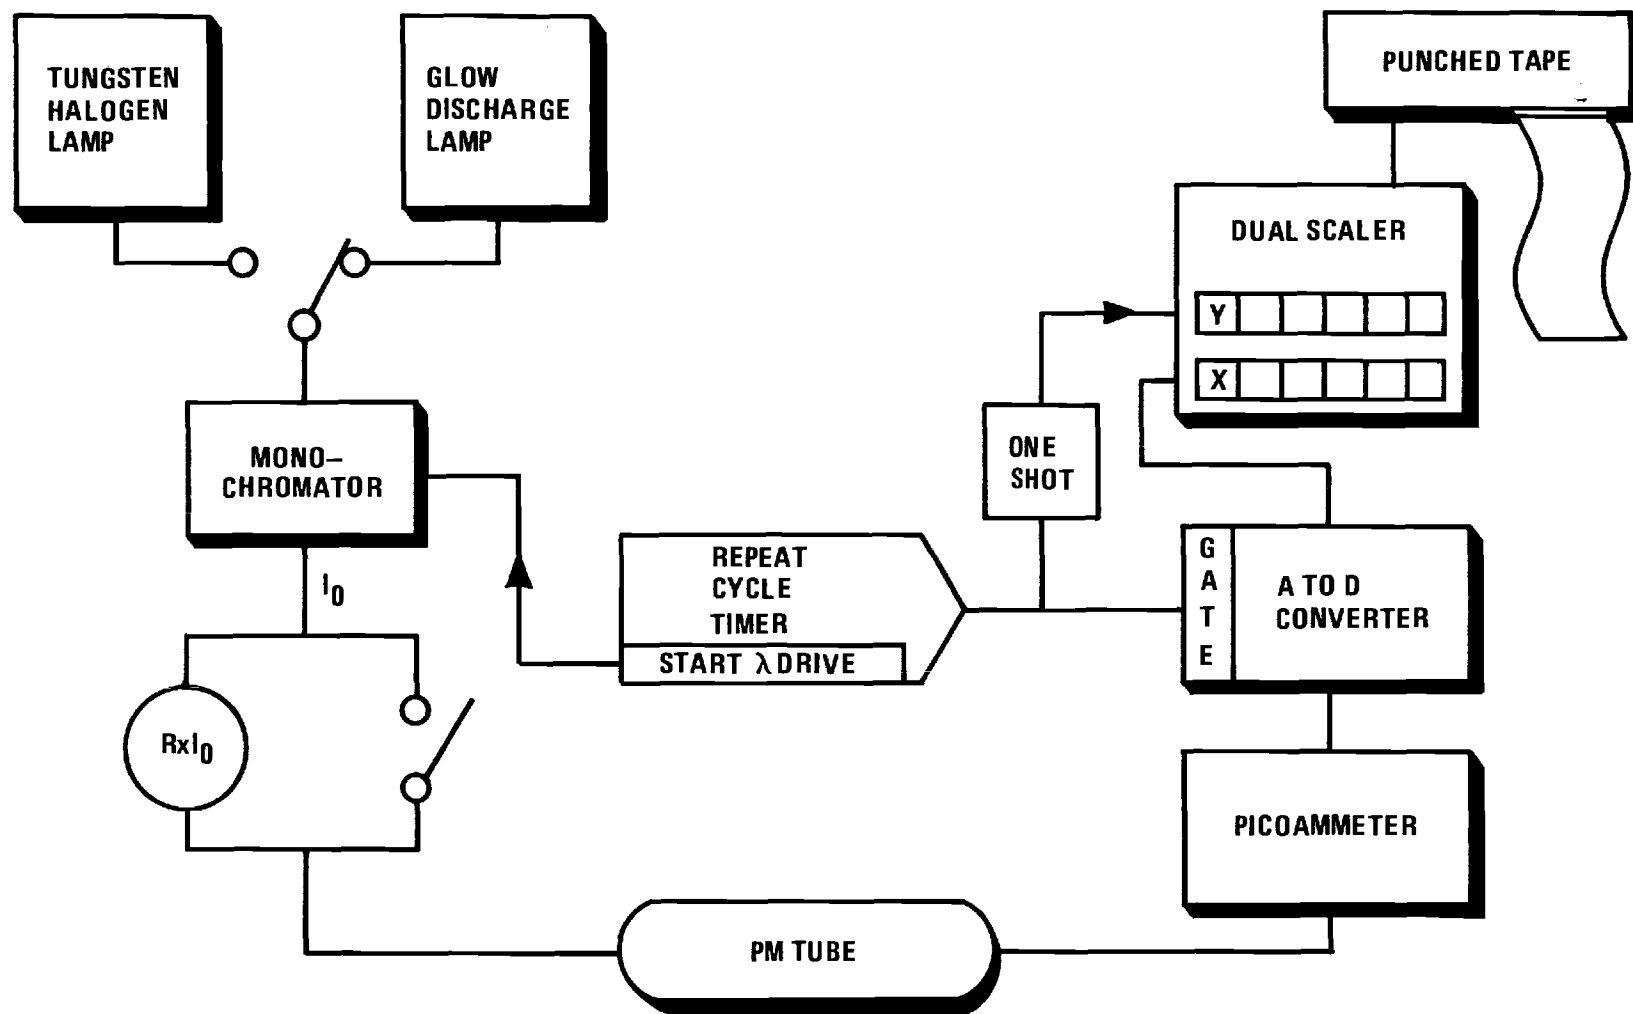 TUNGSTEN
HALOGEN
LAMP
GLOW
DISCHARGE
LAMP
PUNCHED TAPE
DUAL SCALER
Y
X
MONO–
CHROMATOR
ONE
SHOT
I0
REPEAT
CYCLE
TIMER
START λ DRIVE
GATE
A TO D
CONVERTER
RxI0
PICOAMMETER
PM TUBE